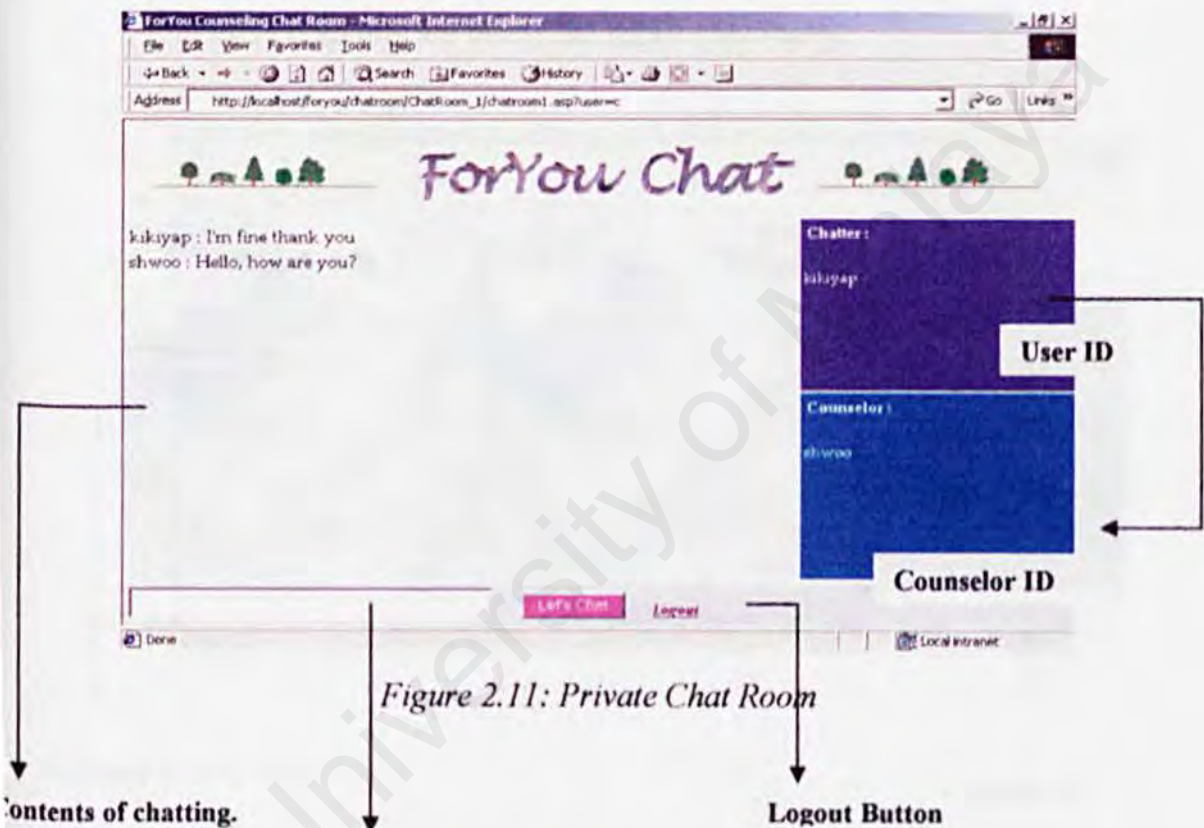 ForYou Counseling Chat Room - Microsoft Internet Explorer
File Edit View Favorites Tools Help
Back Search Favorites History
Address http://localhost/foryou/chatroom/ChatRoom_1/chatroom1.asp?user=c Go Links »
ForYou Chat
kikiyap : I'm fine thank you
shwoo : Hello, how are you?
Chatter :
kikiyap
User ID
Counselor :
shwoo
Counselor ID
Let's Chat Logout
Done Local intranet
Figure 2.11: Private Chat Room
ontents of chatting.
Logout Button
University of Malaya